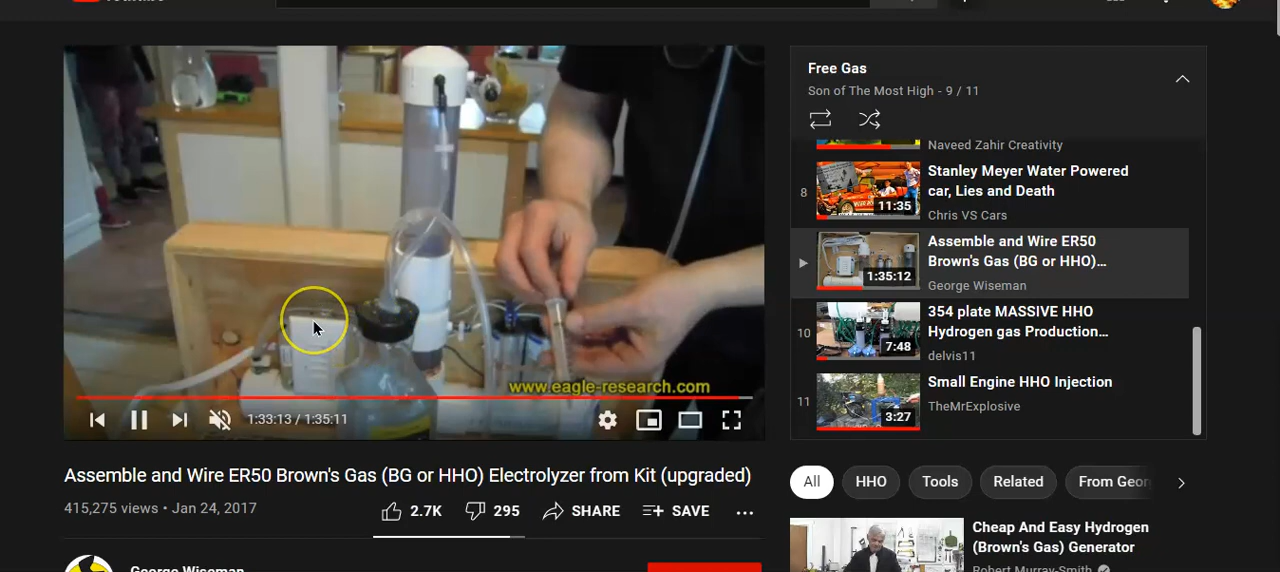 www.eagle-research.com
1:33:13 / 1:35:11
Assemble and Wire ER50 Brown's Gas (BG or HHO) Electrolyzer from Kit (upgraded)
415,275 views • Jan 24, 2017
2.7K
295
SHARE
SAVE
George Wiseman
Free Gas
Son of The Most High - 9 / 11
Naveed Zahir Creativity
8
11:35
Stanley Meyer Water Powered
car, Lies and Death
Chris VS Cars
1:35:12
Assemble and Wire ER50
Brown's Gas (BG or HHO)…
George Wiseman
10
7:48
354 plate MASSIVE HHO
Hydrogen gas Production…
delvis11
11
3:27
Small Engine HHO Injection
TheMrExplosive
All
HHO
Tools
Related
From Geor
Cheap And Easy Hydrogen
(Brown's Gas) Generator
Robert Murray-Smith